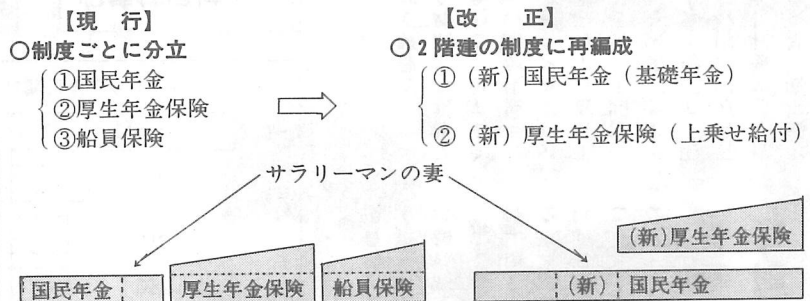 【現　行】
○制度ごとに分立
①国民年金
②厚生年金保険
③船員保険
【改　　正】
○2階建の制度に再編成
①（新）国民年金（基礎年金）
②（新）厚生年金保険（上乗せ給付）
サラリーマンの妻
国民年金
厚生年金保険
船員保険
(新)厚生年金保険
(新) 国民年金